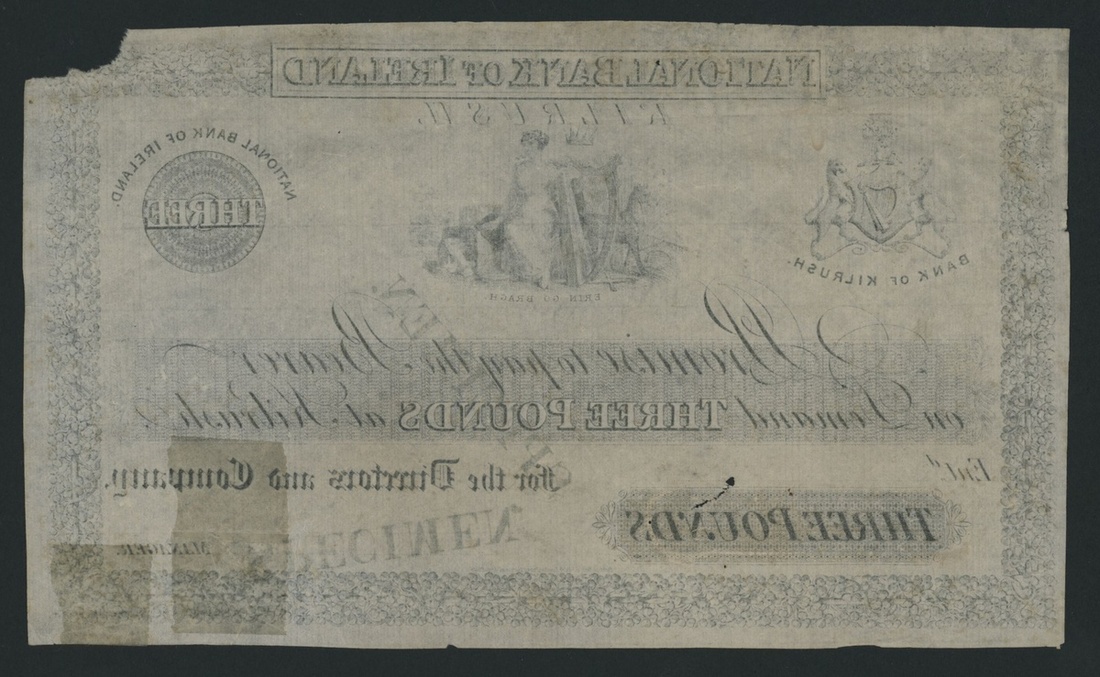 NATIONAL BANK OF IRELAND
KILRUSH.
NATIONAL BANK OF IRELAND.
THREE
BANK OF KILRUSH.
ERIN GO BRAGH
I Promise to pay the Bearer
on Demand THREE POUNDS at Kilrush
Entd
For the Directors and Company.
THREE POUNDS
MANAGER.
SPECIMEN